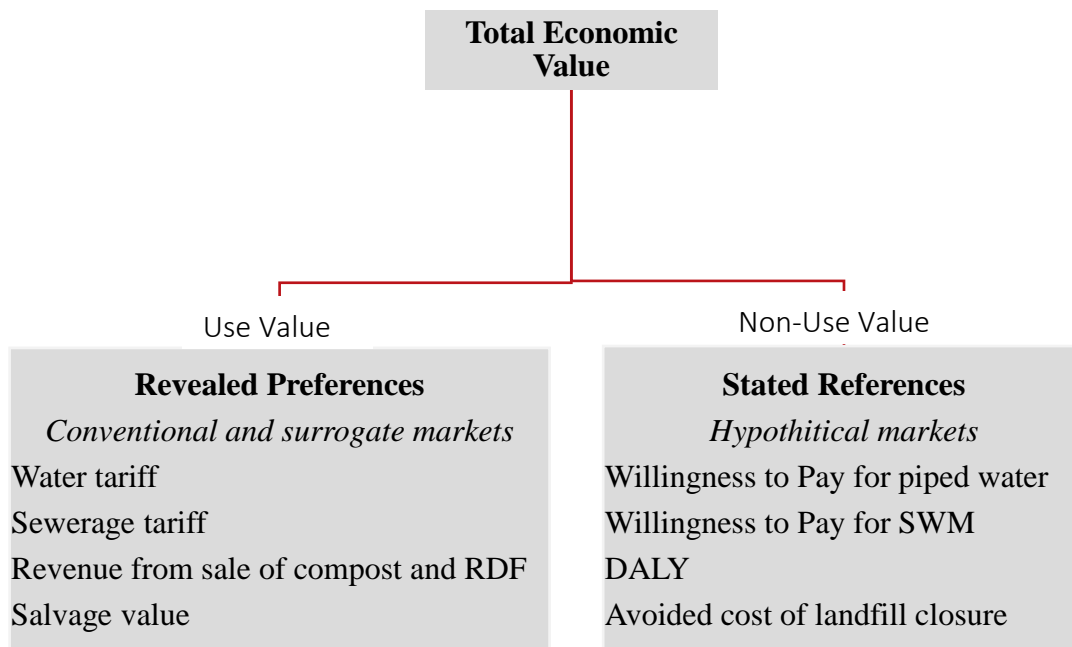 Total Economic
Value
Use Value
Revealed Preferences
Conventional and surrogate markets
Water tariff
Sewerage tariff
Revenue from sale of compost and RDF
Salvage value
Non-Use Value
Stated References
Hypothitical markets
Willingness to Pay for piped water
Willingness to Pay for SWM
DALY
Avoided cost of landfill closure